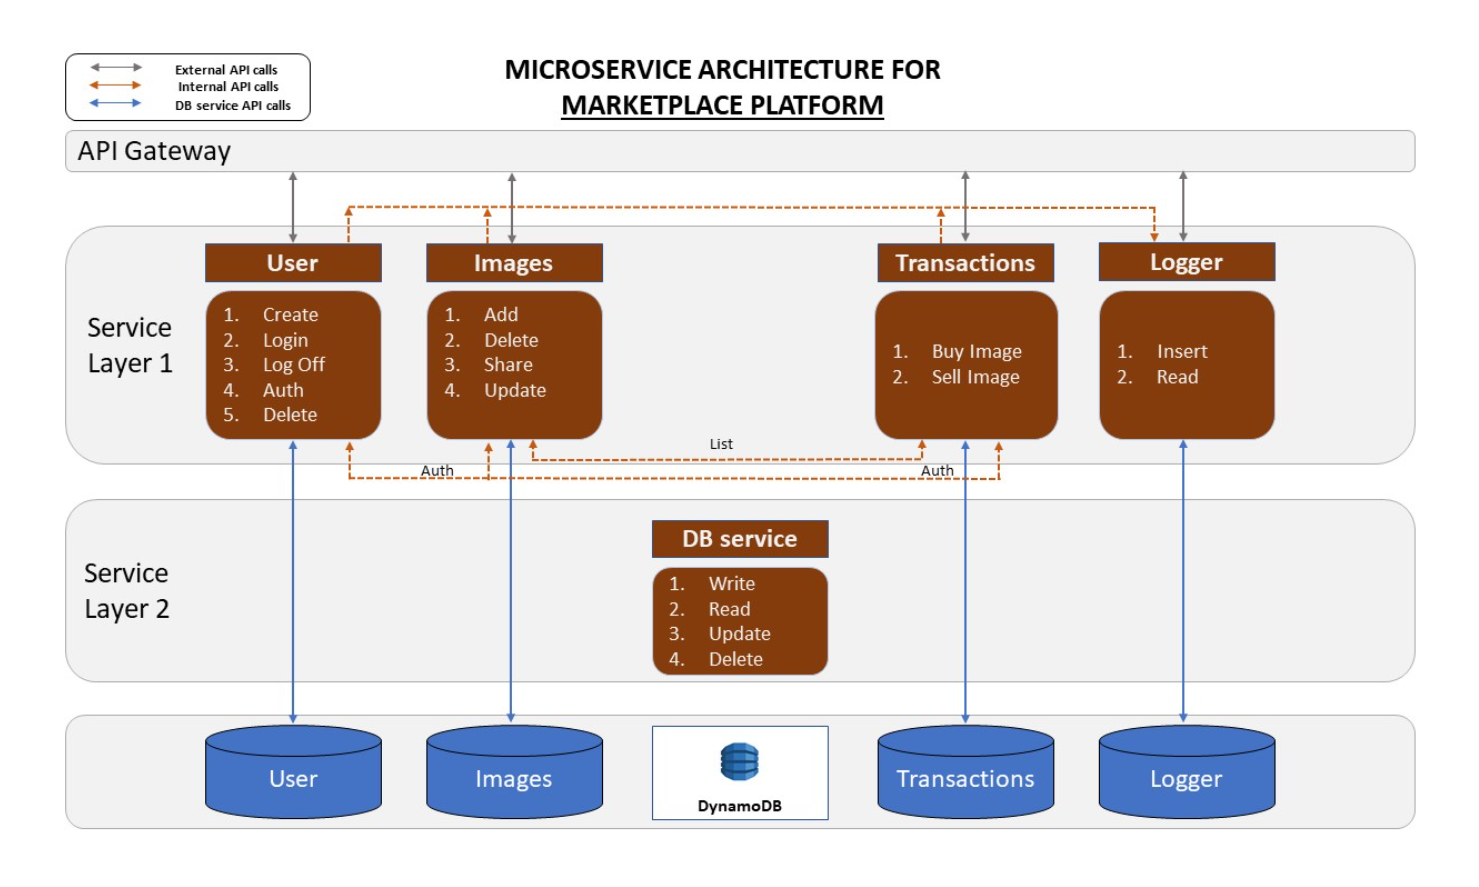 External API calls
Internal API calls
DB service API calls
MICROSERVICE ARCHITECTURE FOR
MARKETPLACE PLATFORM
API Gateway
Service
Layer 1
User
1. Create
2. Login
3. Log Off
4. Auth
5. Delete
Images
1. Add
2. Delete
3. Share
4. Update
Transactions
1. Buy Image
2. Sell Image
Logger
1. Insert
2. Read
List
Auth
Auth
Service
Layer 2
DB service
1. Write
2. Read
3. Update
4. Delete
User
Images
DynamoDB
Transactions
Logger